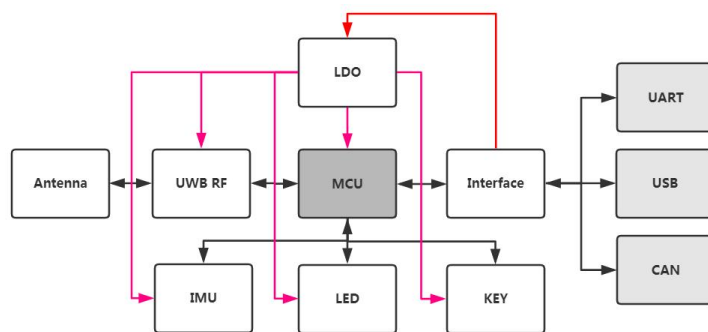 LDO
UART
Antenna
UWB RF
MCU
Interface
USB
IMU
LED
KEY
CAN